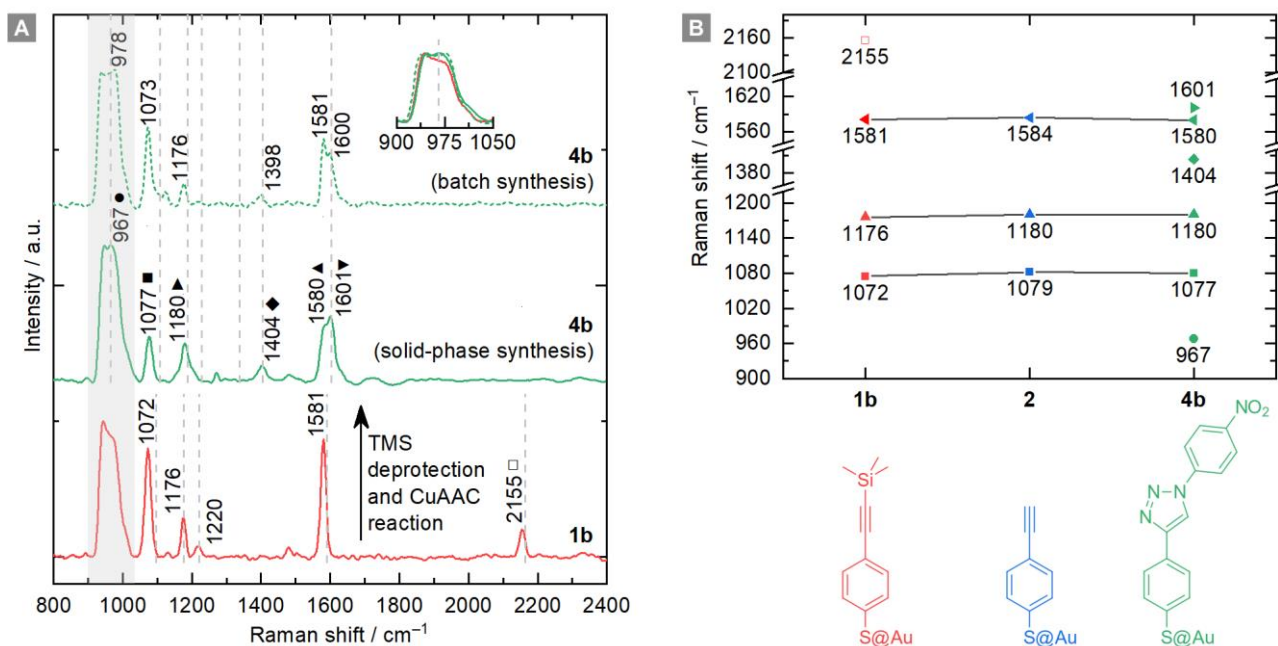 A
978
1073
1176
1398
1581
1600
900 975 1050
4b
(batch synthesis)
967 ●
1077 ■
1180 ▲
1404 ◆
1580 ◄
1601 ►
4b
(solid-phase synthesis)
1072
1176
1220
1581
2155 □
TMS
deprotection
and CuAAC
reaction
1b
Intensity / a.u.
800 1000 1200 1400 1600 1800 2000 2200 2400
Raman shift / cm⁻¹
B
Raman shift / cm⁻¹
2160
2100
1620
1560
1380
1200
1140
1080
1020
960
900
2155
1601
1581 1584 1580
1404
1176 1180 1180
1072 1079 1077
967
1b 2 4b
NO₂
Si
N
N
N
S@Au S@Au S@Au